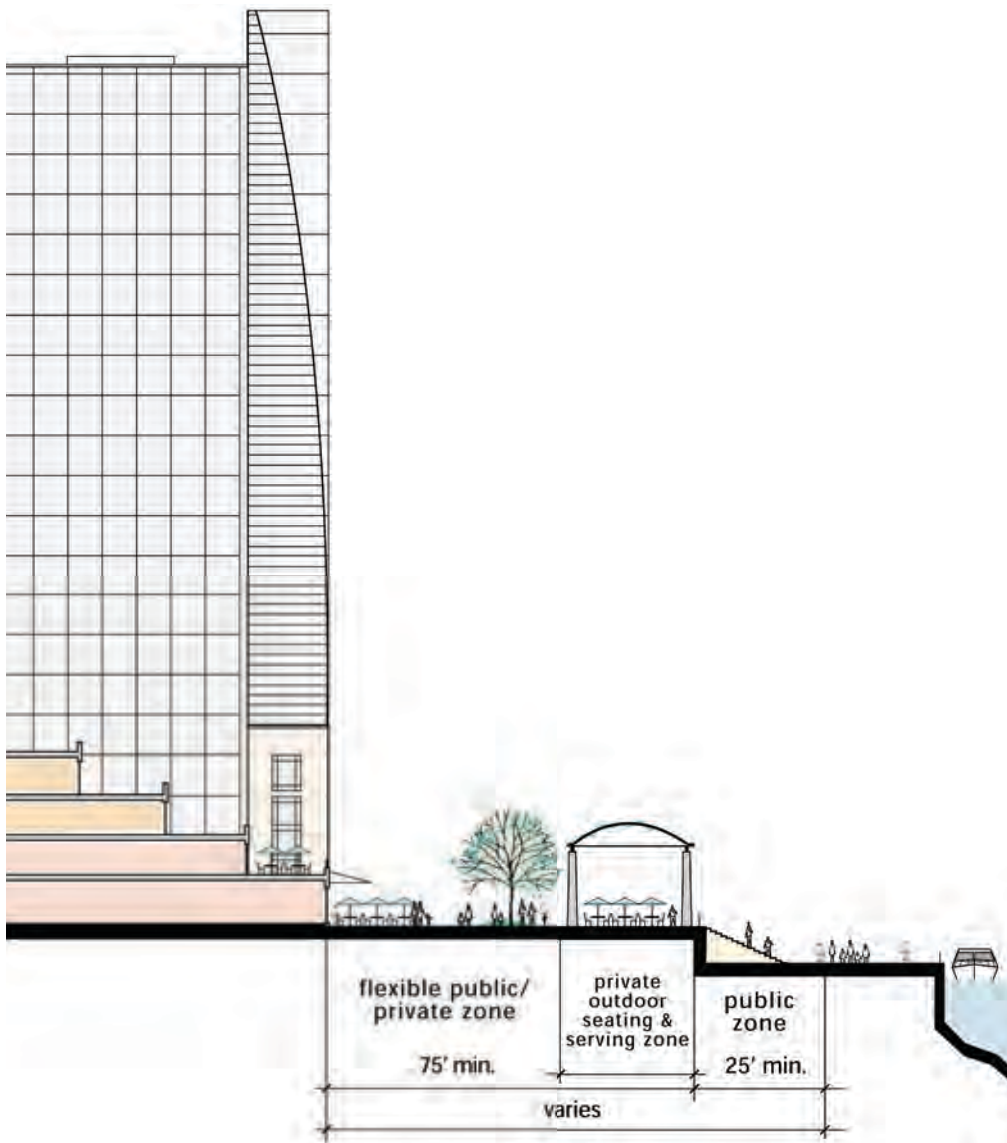 flexible public/
private zone
75' min.
private
outdoor
seating &
serving zone
public
zone
25' min.
varies